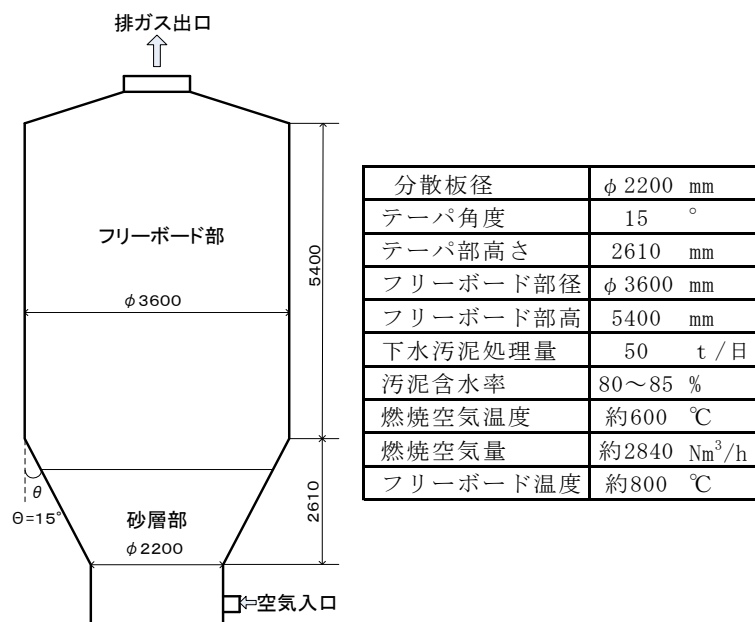 排ガス出口
フリーボード部
φ3600
5400
θ
Θ=15°
砂層部
φ2200
2610
空気入口
分散板径 φ2200 mm
テーパ角度 15 °
テーパ部高さ 2610 mm
フリーボード部径 φ3600 mm
フリーボード部高 5400 mm
下水汚泥処理量 50 t/日
汚泥含水率 80～85 %
燃焼空気温度 約600 ℃
燃焼空気量 約2840 Nm³/h
フリーボード温度 約800 ℃